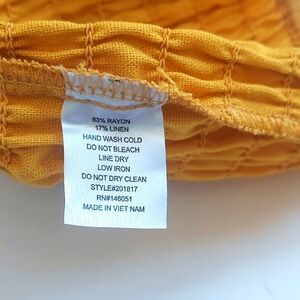 83% RAYON
17% LINEN
HAND WASH COLD
DO NOT BLEACH
LINE DRY
LOW IRON
DO NOT DRY CLEAN
STYLE#201817
RN#146051
MADE IN VIET NAM